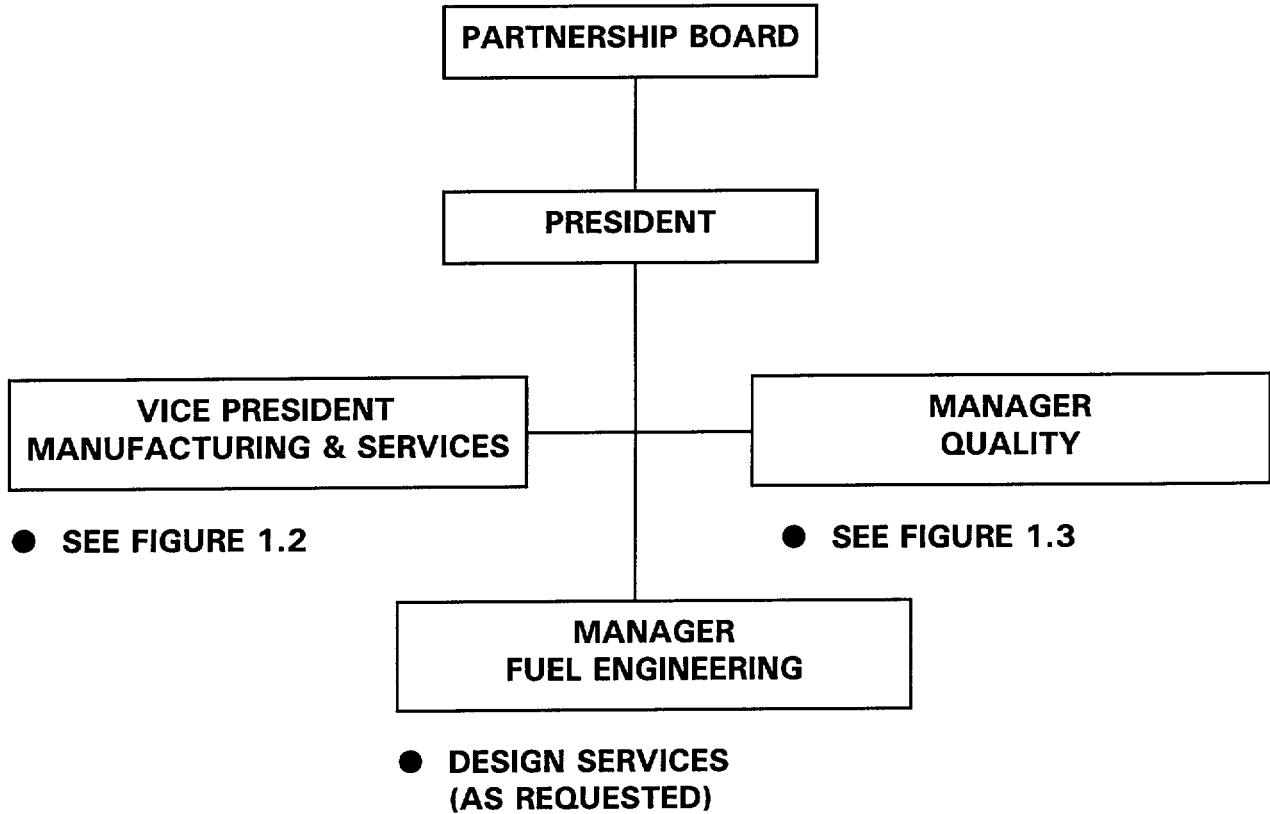 PARTNERSHIP BOARD
PRESIDENT
VICE PRESIDENT
MANUFACTURING & SERVICES
● SEE FIGURE 1.2
MANAGER
QUALITY
● SEE FIGURE 1.3
MANAGER
FUEL ENGINEERING
● DESIGN SERVICES
(AS REQUESTED)